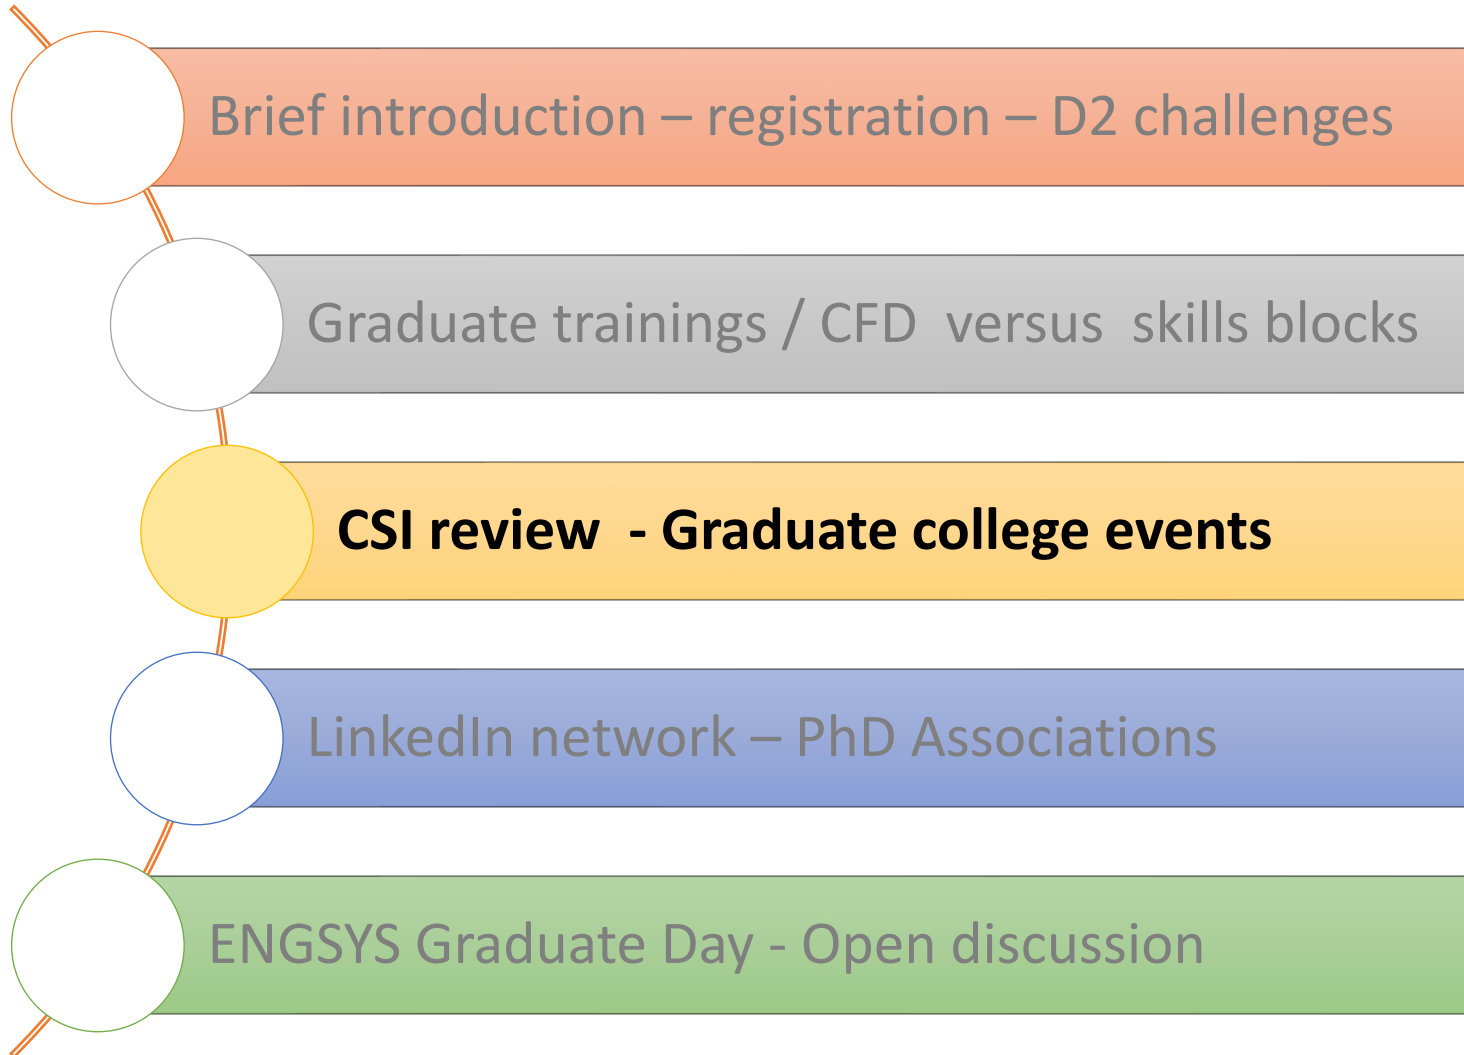 Brief introduction – registration – D2 challenges
Graduate trainings / CFD versus skills blocks
CSI review - Graduate college events
LinkedIn network – PhD Associations
ENGSYS Graduate Day - Open discussion